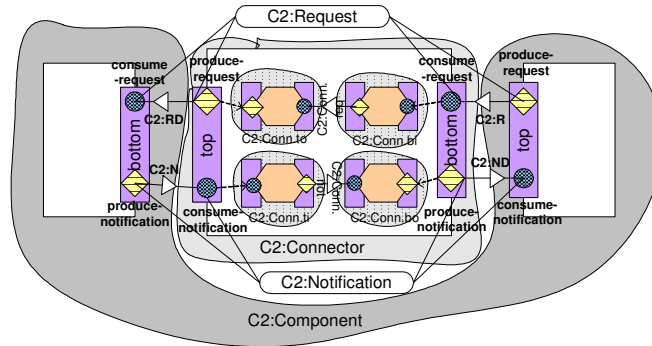 C2:Request
consume
-request
produce-
request
consume
-request
produce-
request
C2:RD
C2:Conn.to
C2:Conn.
req
C2:Conn.bi
C2:R
bottom
top
bottom
top
C2:N
C2:ND
produce-
notification
consume-
notification
C2:Conn.ti
C2:Conn.
not
C2:Conn.bo
produce-
notification
consume-
notification
C2:Connector
C2:Notification
C2:Component